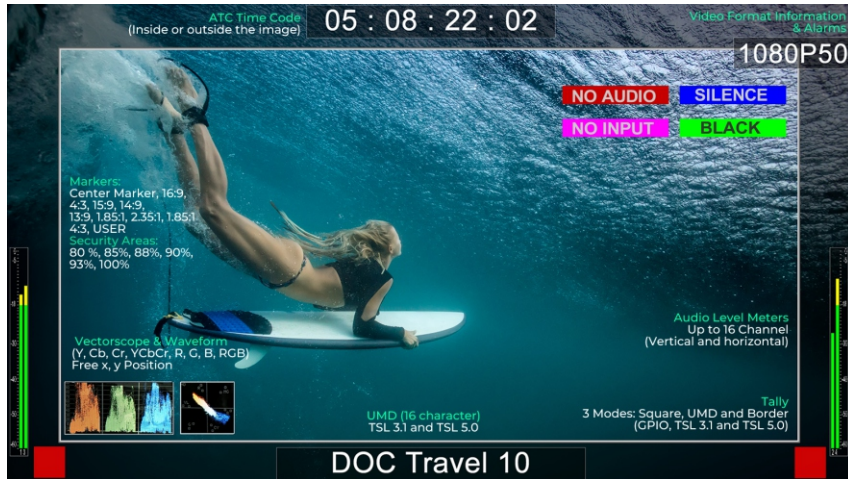 ATC Time Code
(Inside or outside the image)
05 : 08 : 22 : 02
Video Format Information
& Alarms
1080P50
NO AUDIO
SILENCE
NO INPUT
BLACK
Markers:
Center Marker, 16:9,
4:3, 15:9, 14:9,
13:9, 1.85:1, 2.35:1, 1.85:1
4:3, USER
Security Areas:
80 %, 85%, 88%, 90%,
93%, 100%
Audio Level Meters
Up to 16 Channel
(Vertical and horizontal)
Vectorscope & Waveform
(Y, Cb, Cr, YCbCr, R, G, B, RGB)
Free x, y Position
UMD (16 character)
TSL 3.1 and TSL 5.0
Tally
3 Modes: Square, UMD and Border
(GPIO, TSL 3.1 and TSL 5.0)
DOC Travel 10